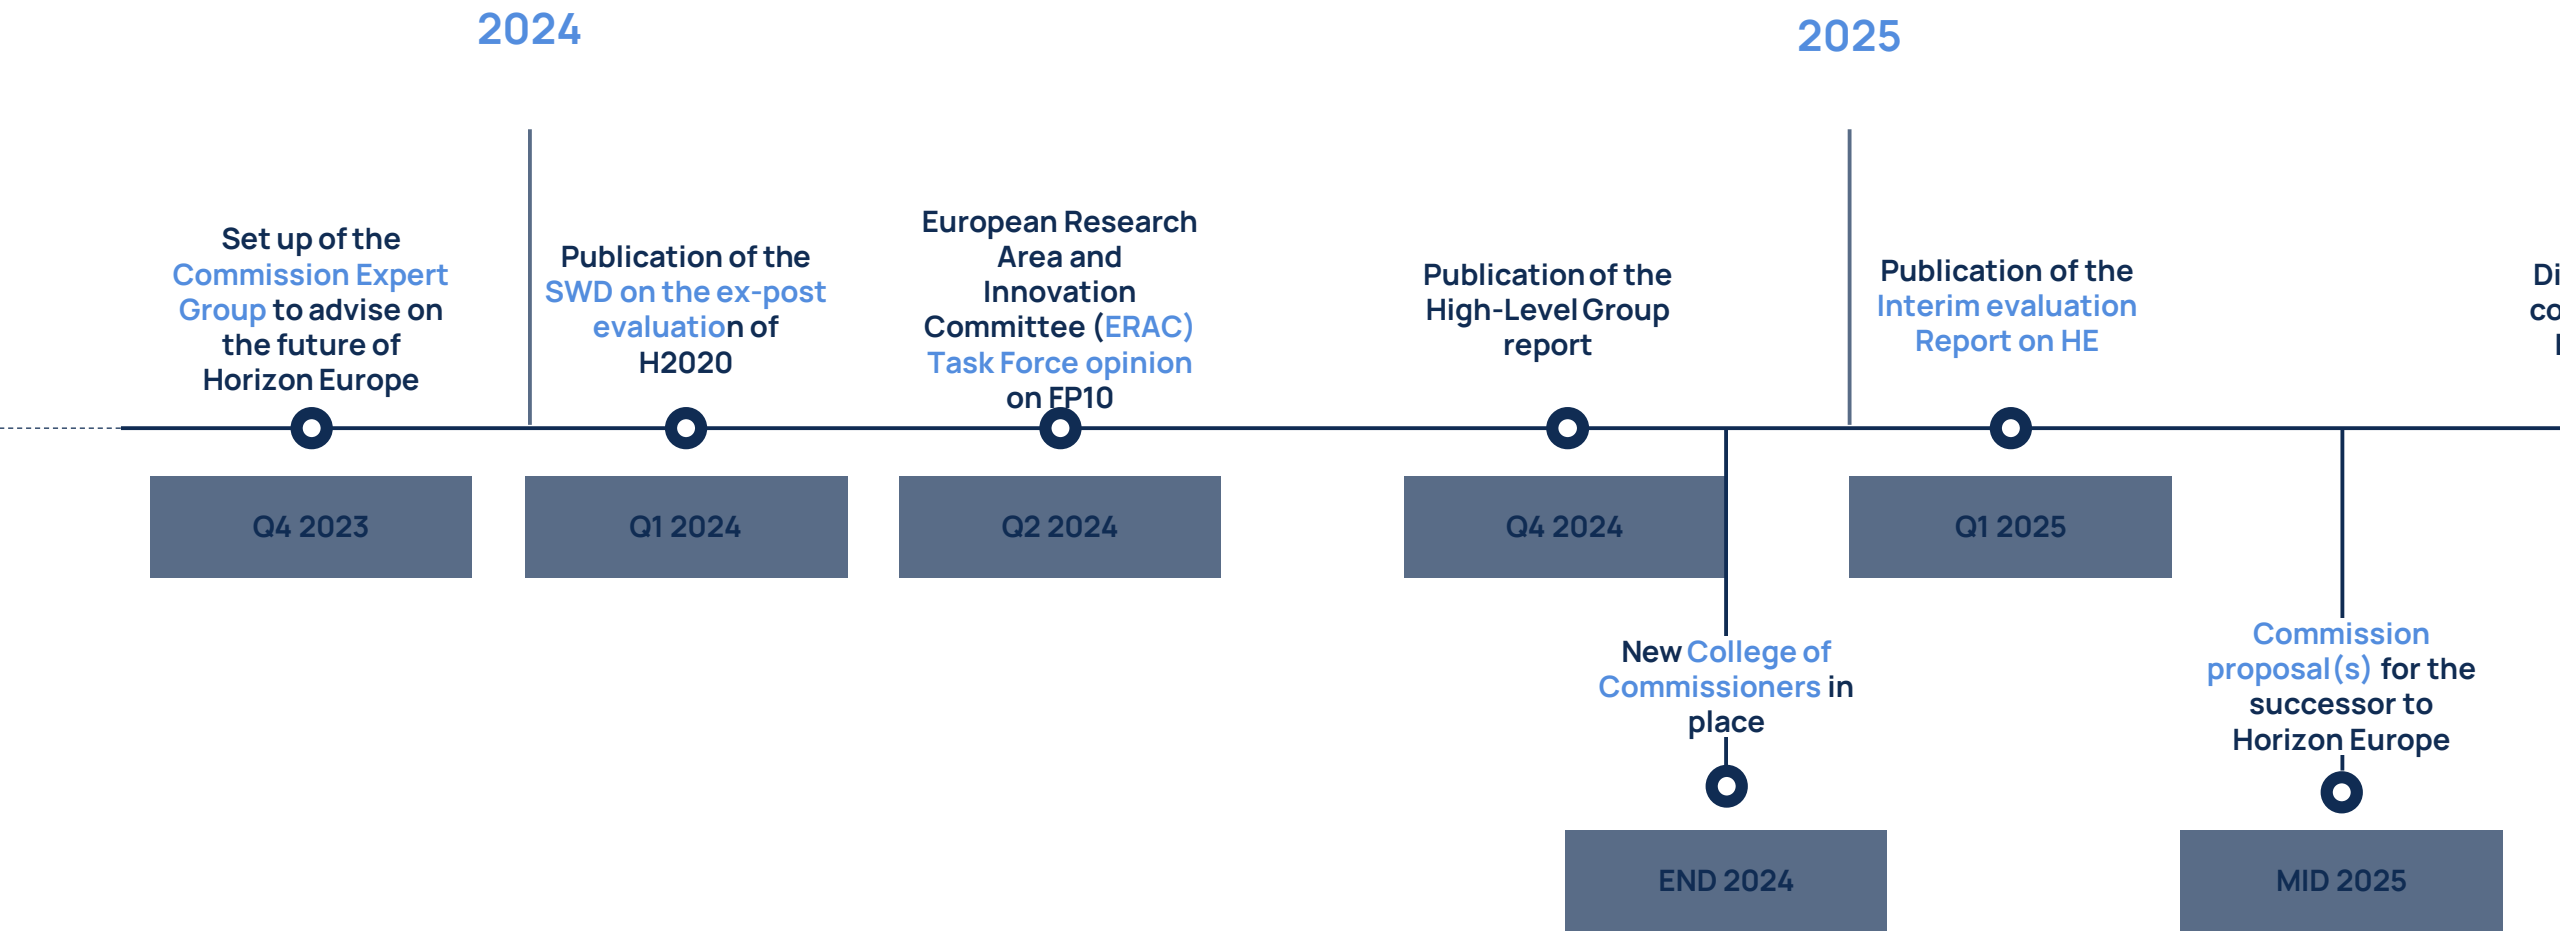 2024
2025
Set up of the
Commission Expert
Group to advise on
the future of
Horizon Europe
Publication of the
SWD on the ex-post
evaluation of
H2020
European Research
Area and
Innovation
Committee (ERAC)
Task Force opinion
on FP10
Publication of the
High-Level Group
report
Publication of the
Interim evaluation
Report on HE
Q4 2023
Q1 2024
Q2 2024
Q4 2024
Q1 2025
New College of
Commissioners in
place
Commission
proposal(s) for the
successor to
Horizon Europe
END 2024
MID 2025